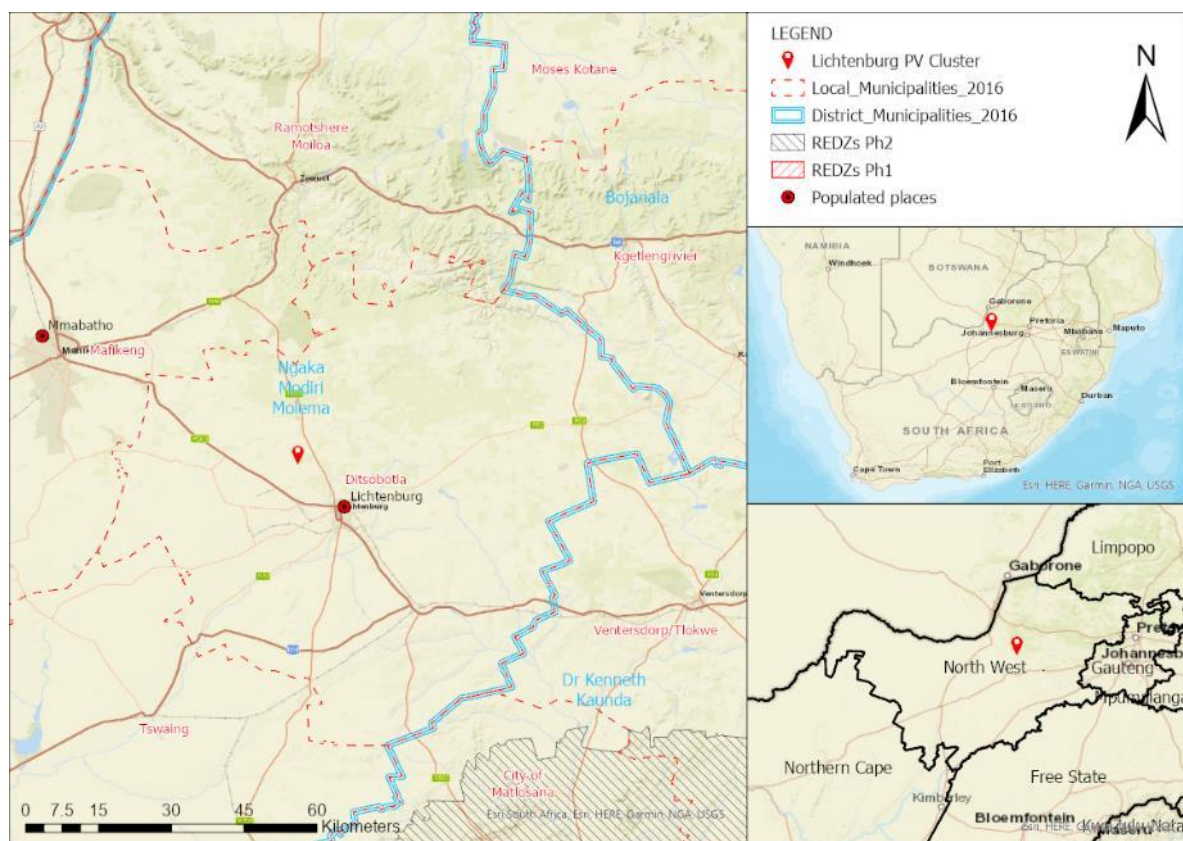 Moses Kotane
Ramotshere
Moiloa
Zeerust
Bojanala
Kgetlengrivier
Mmabatho
Mafikeng
Ngaka
Modiri
Molema
Ditsobotla
Lichtenburg
Ventersdorp
Ventersdorp/Tlokwe
Dr Kenneth
Kaunda
Tswaing
City of
Matlosana
0 7.5 15 30 45 60
Kilometers
Esri South Africa, Esri, HERE, Garmin, NGA, USGS
LEGEND
Lichtenburg PV Cluster
Local_Municipalities_2016
District_Municipalities_2016
REDZs Ph2
REDZs Ph1
Populated places
N
NAMIBIA
Windhoek
BOTSWANA
Gaborone
Pretoria
Johannesburg
Mbabane
Maputo
ESWATINI
Bloemfontein
Maseru
Durban
SOUTH AFRICA
Cape Town
Port
Elizabeth
Esri, HERE, Garmin, NGA, USGS
Limpopo
Gaborone
North West
Johannesb
Gauteng
Mpumalanga
Northern Cape
Free State
Kimberley
Bloemfontein
Maseru